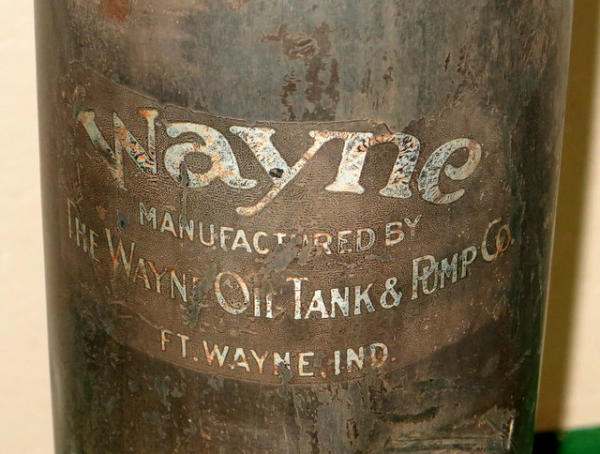 Wayne
MANUFACTURED BY
THE WAYNE OIL TANK & PUMP CO.
FT. WAYNE, IND.